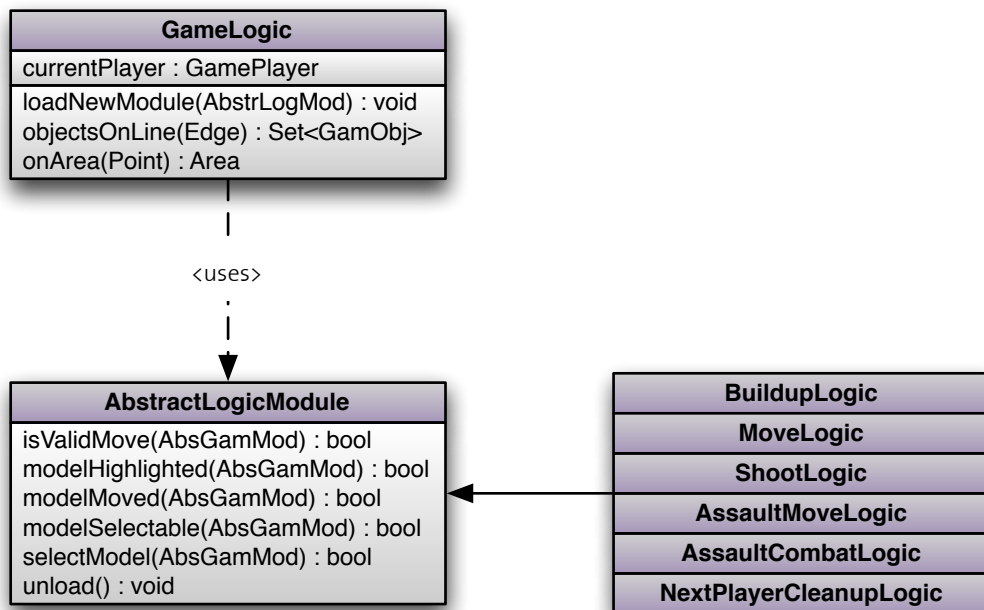 GameLogic
currentPlayer : GamePlayer
loadNewModule(AbstrLogMod) : void
objectsOnLine(Edge) : Set<GamObj>
onArea(Point) : Area
<uses>
AbstractLogicModule
isValidMove(AbsGamMod) : bool
modelHighlighted(AbsGamMod) : bool
modelMoved(AbsGamMod) : bool
modelSelectable(AbsGamMod) : bool
selectModel(AbsGamMod) : bool
unload() : void
BuildupLogic
MoveLogic
ShootLogic
AssaultMoveLogic
AssaultCombatLogic
NextPlayerCleanupLogic